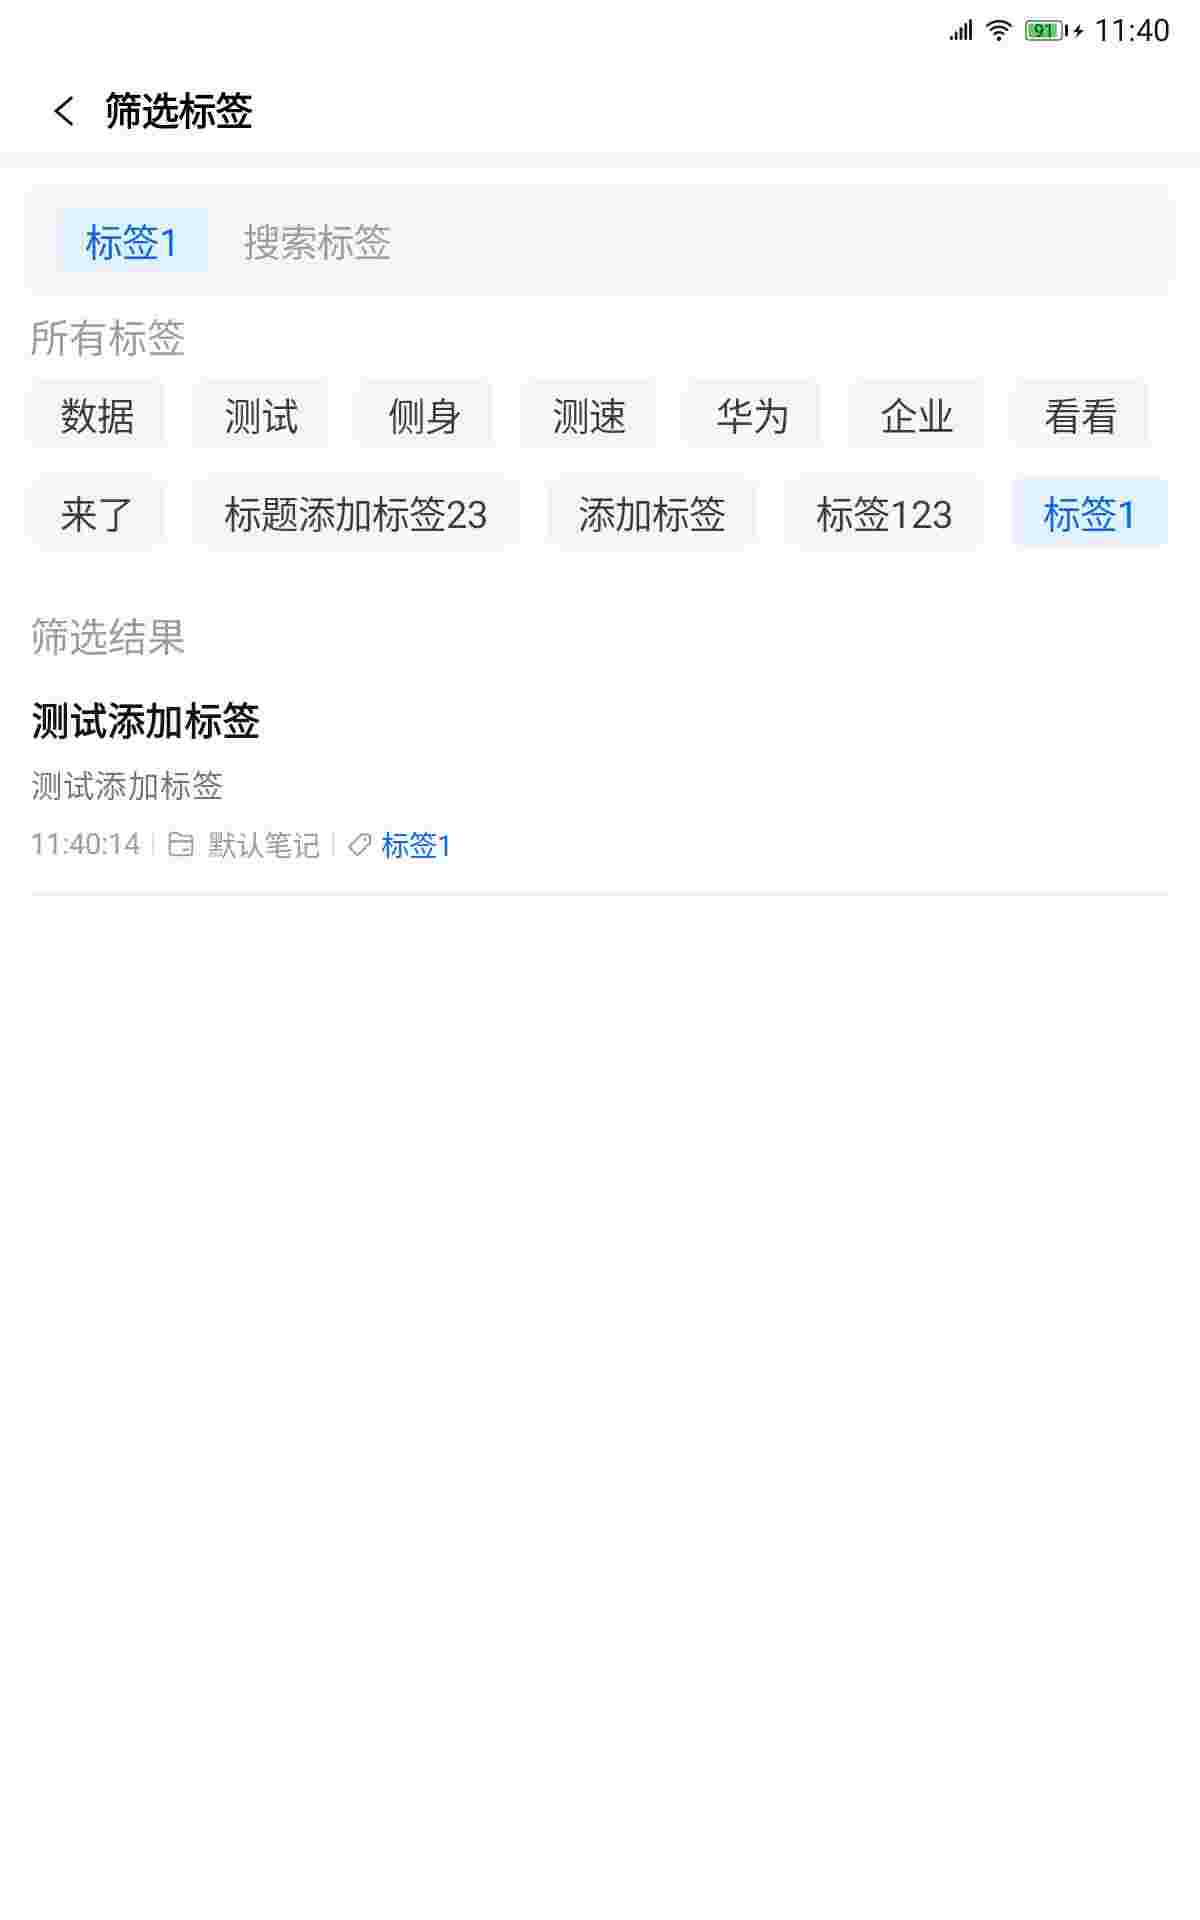 91 11:40
筛选标签
标签1 搜索标签
所有标签
数据 测试 侧身 测速 华为 企业 看看
来了 标题添加标签23 添加标签 标签123 标签1
筛选结果
测试添加标签
测试添加标签
11:40:14 默认笔记 标签1